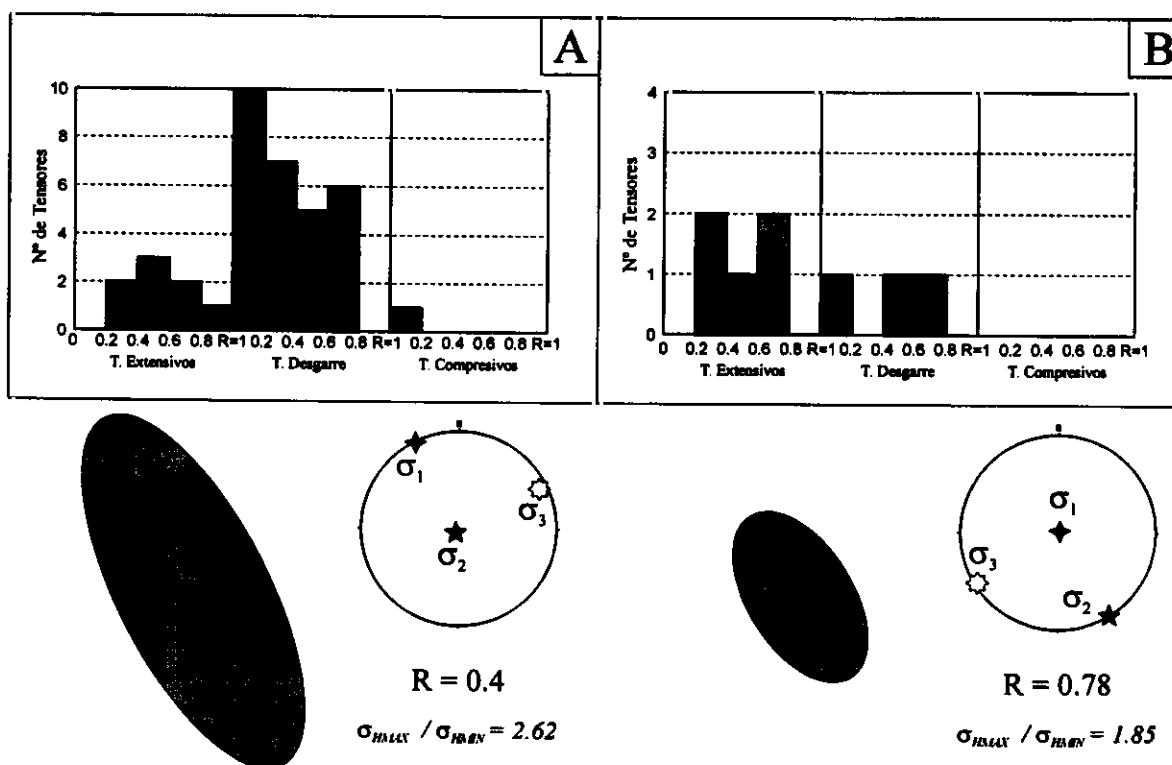 A
10
8
6
4
2
0
Nº de Tensores
0 0.2 0.4 0.6 0.8 R=1 0.2 0.4 0.6 0.8 R=1 0.2 0.4 0.6 0.8 R=1
T. Extensivos T. Desgarre T. Compresivos
B
4
3
2
1
0
Nº de Tensores
0 0.2 0.4 0.6 0.8 R=1 0.2 0.4 0.6 0.8 R=1 0.2 0.4 0.6 0.8 R=1
T. Extensivos T. Desgarre T. Compresivos
σ1
σ3
σ2
R = 0.4
σHMAX / σHMIN = 2.62
σ1
σ3
σ2
R = 0.78
σHMAX / σHMIN = 1.85